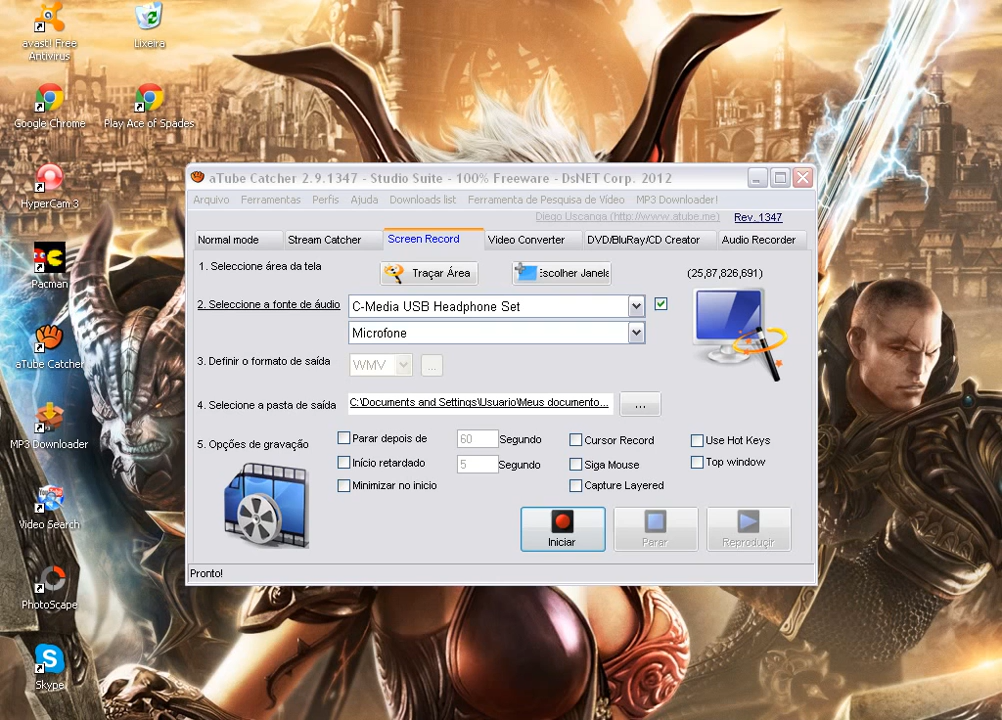 avast! Free
Antivirus
Lixeira
Google Chrome
Play Ace of Spades
HyperCam 3
Pacman
aTube Catcher
MP3 Downloader
Video Search
PhotoScape
Skype
aTube Catcher 2.9.1347 - Studio Suite - 100% Freeware - DsNET Corp. 2012
Arquivo Ferramentas Perfis Ajuda Downloads list Ferramenta de Pesquisa de Vídeo MP3 Downloader!
Diego Uscanga (http://www.atube.me) Rev. 1347
Normal mode Stream Catcher Screen Record Video Converter DVD/BluRay/CD Creator Audio Recorder
1. Seleccione área da tela Traçar Área Escolher Janela (25,87,826,691)
2. Seleccione a fonte de áudio C-Media USB Headphone Set
Microfone
3. Definir o formato de saída WMV ...
4. Selecione a pasta de saída C:\Documents and Settings\Usuario\Meus documento... ...
5. Opções de gravação
Parar depois de 60 Segundo Cursor Record Use Hot Keys
Início retardado 5 Segundo Siga Mouse Top window
Minimizar no inicio Capture Layered
Iniciar Parar Reproduçir
Pronto!